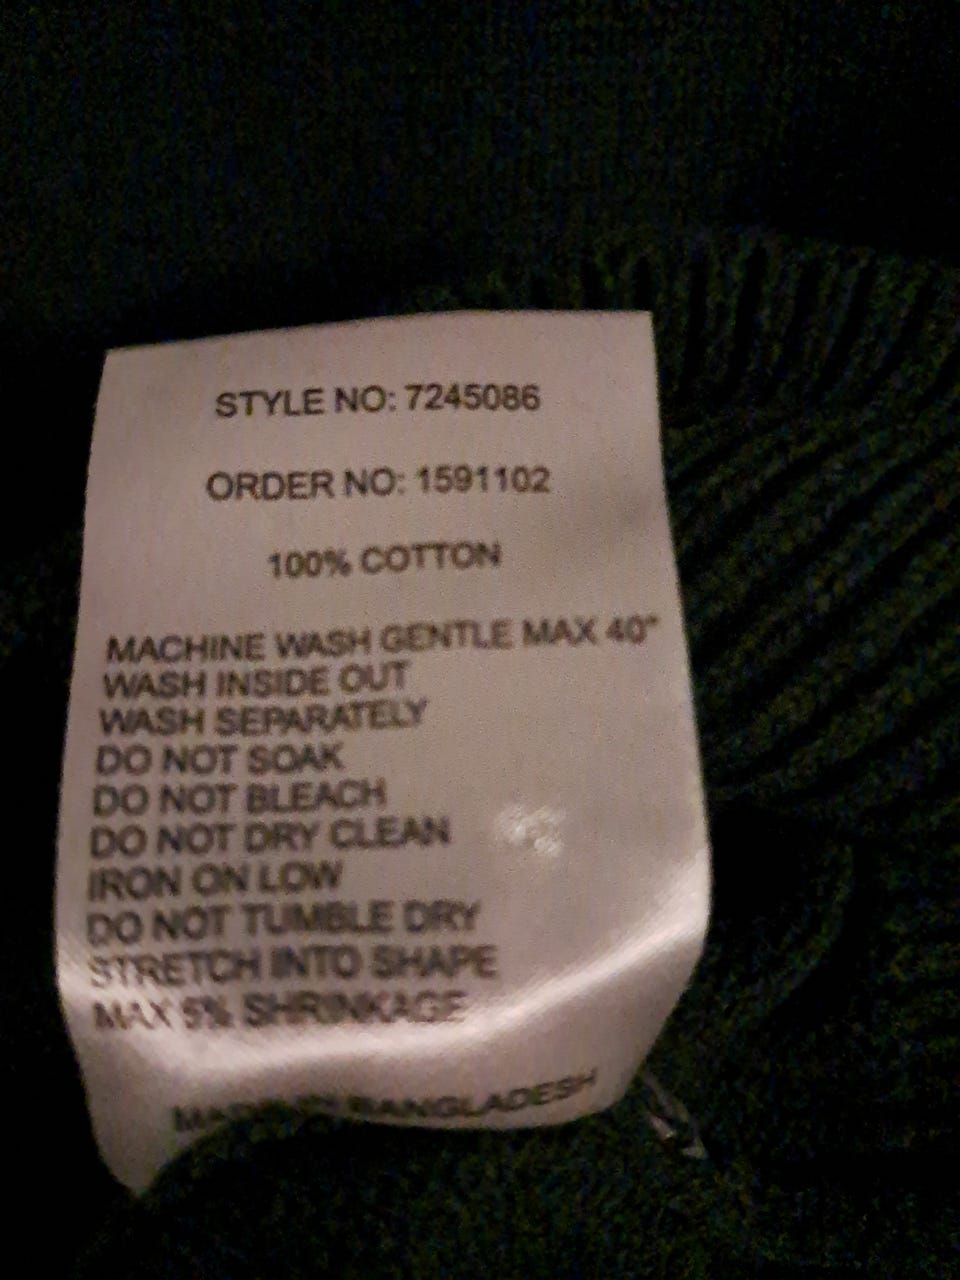 STYLE NO: 7245086
ORDER NO: 1591102
100% COTTON
MACHINE WASH GENTLE MAX 40°
WASH INSIDE OUT
WASH SEPARATELY
DO NOT SOAK
DO NOT BLEACH
DO NOT DRY CLEAN
IRON ON LOW
DO NOT TUMBLE DRY
STRETCH INTO SHAPE
MAX 5% SHRINKAGE
MADE IN BANGLADESH